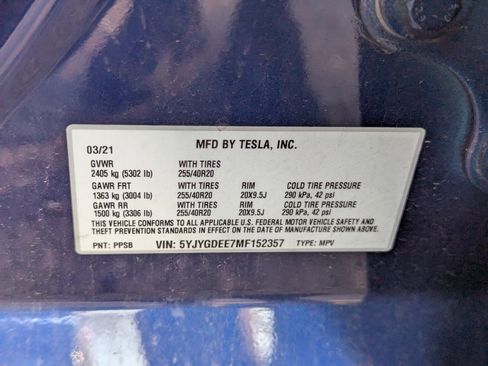 03/21 MFD BY TESLA, INC.
GVWR WITH TIRES
2405 kg (5302 lb) 255/40R20
GAWR FRT WITH TIRES RIM COLD TIRE PRESSURE
1363 kg (3004 lb) 255/40R20 20X9.5J 290 kPa, 42 psi
GAWR RR WITH TIRES RIM COLD TIRE PRESSURE
1500 kg (3306 lb) 255/40R20 20X9.5J 290 kPa, 42 psi
THIS VEHICLE CONFORMS TO ALL APPLICABLE U.S. FEDERAL MOTOR VEHICLE SAFETY AND
THEFT PREVENTION STANDARDS IN EFFECT ON THE DATE OF MANUFACTURE SHOWN ABOVE.
PNT: PPSB VIN: 5YJYGDEE7MF152357 TYPE: MPV